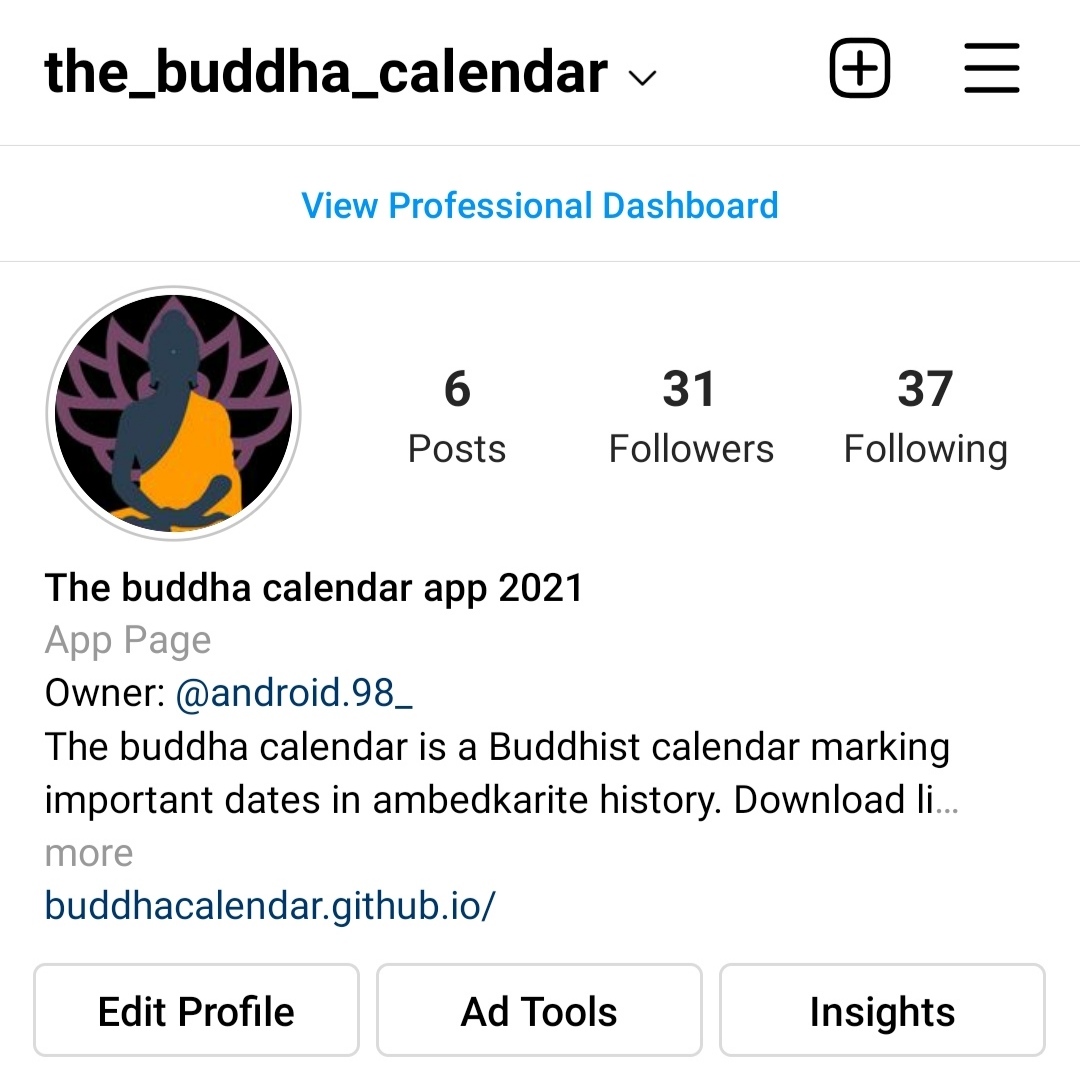 the_buddha_calendar
View Professional Dashboard
6 31 37
Posts Followers Following
The buddha calendar app 2021
App Page
Owner: @android.98_
The buddha calendar is a Buddhist calendar marking
important dates in ambedkarite history. Download li...
more
buddhacalendar.github.io/
Edit Profile Ad Tools Insights